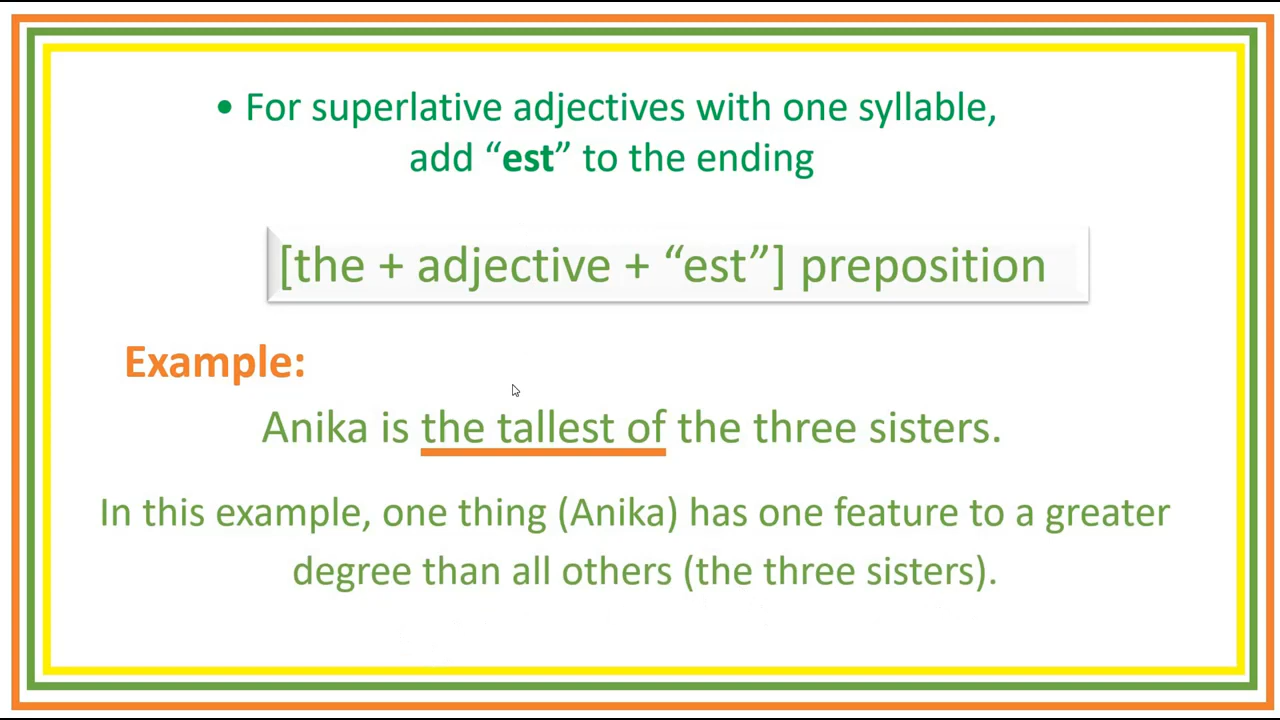 • For superlative adjectives with one syllable,
add “est” to the ending
[the + adjective + “est”] preposition
Example:
Anika is the tallest of the three sisters.
In this example, one thing (Anika) has one feature to a greater
degree than all others (the three sisters).